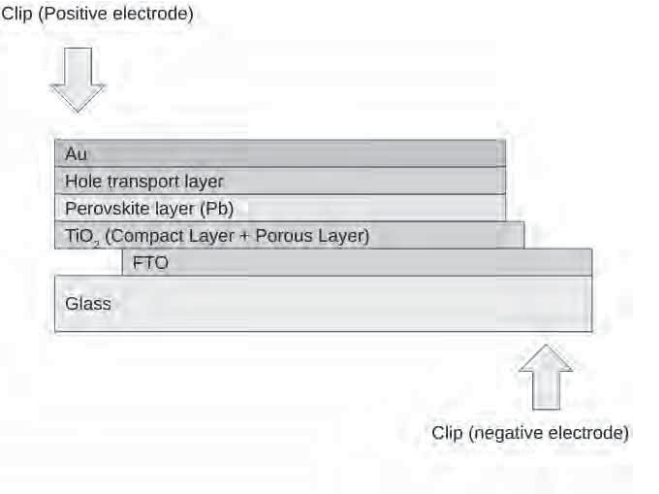 Clip (Positive electrode)
Au
Hole transport layer
Perovskite layer (Pb)
TiO₂ (Compact Layer + Porous Layer)
FTO
Glass
Clip (negative electrode)